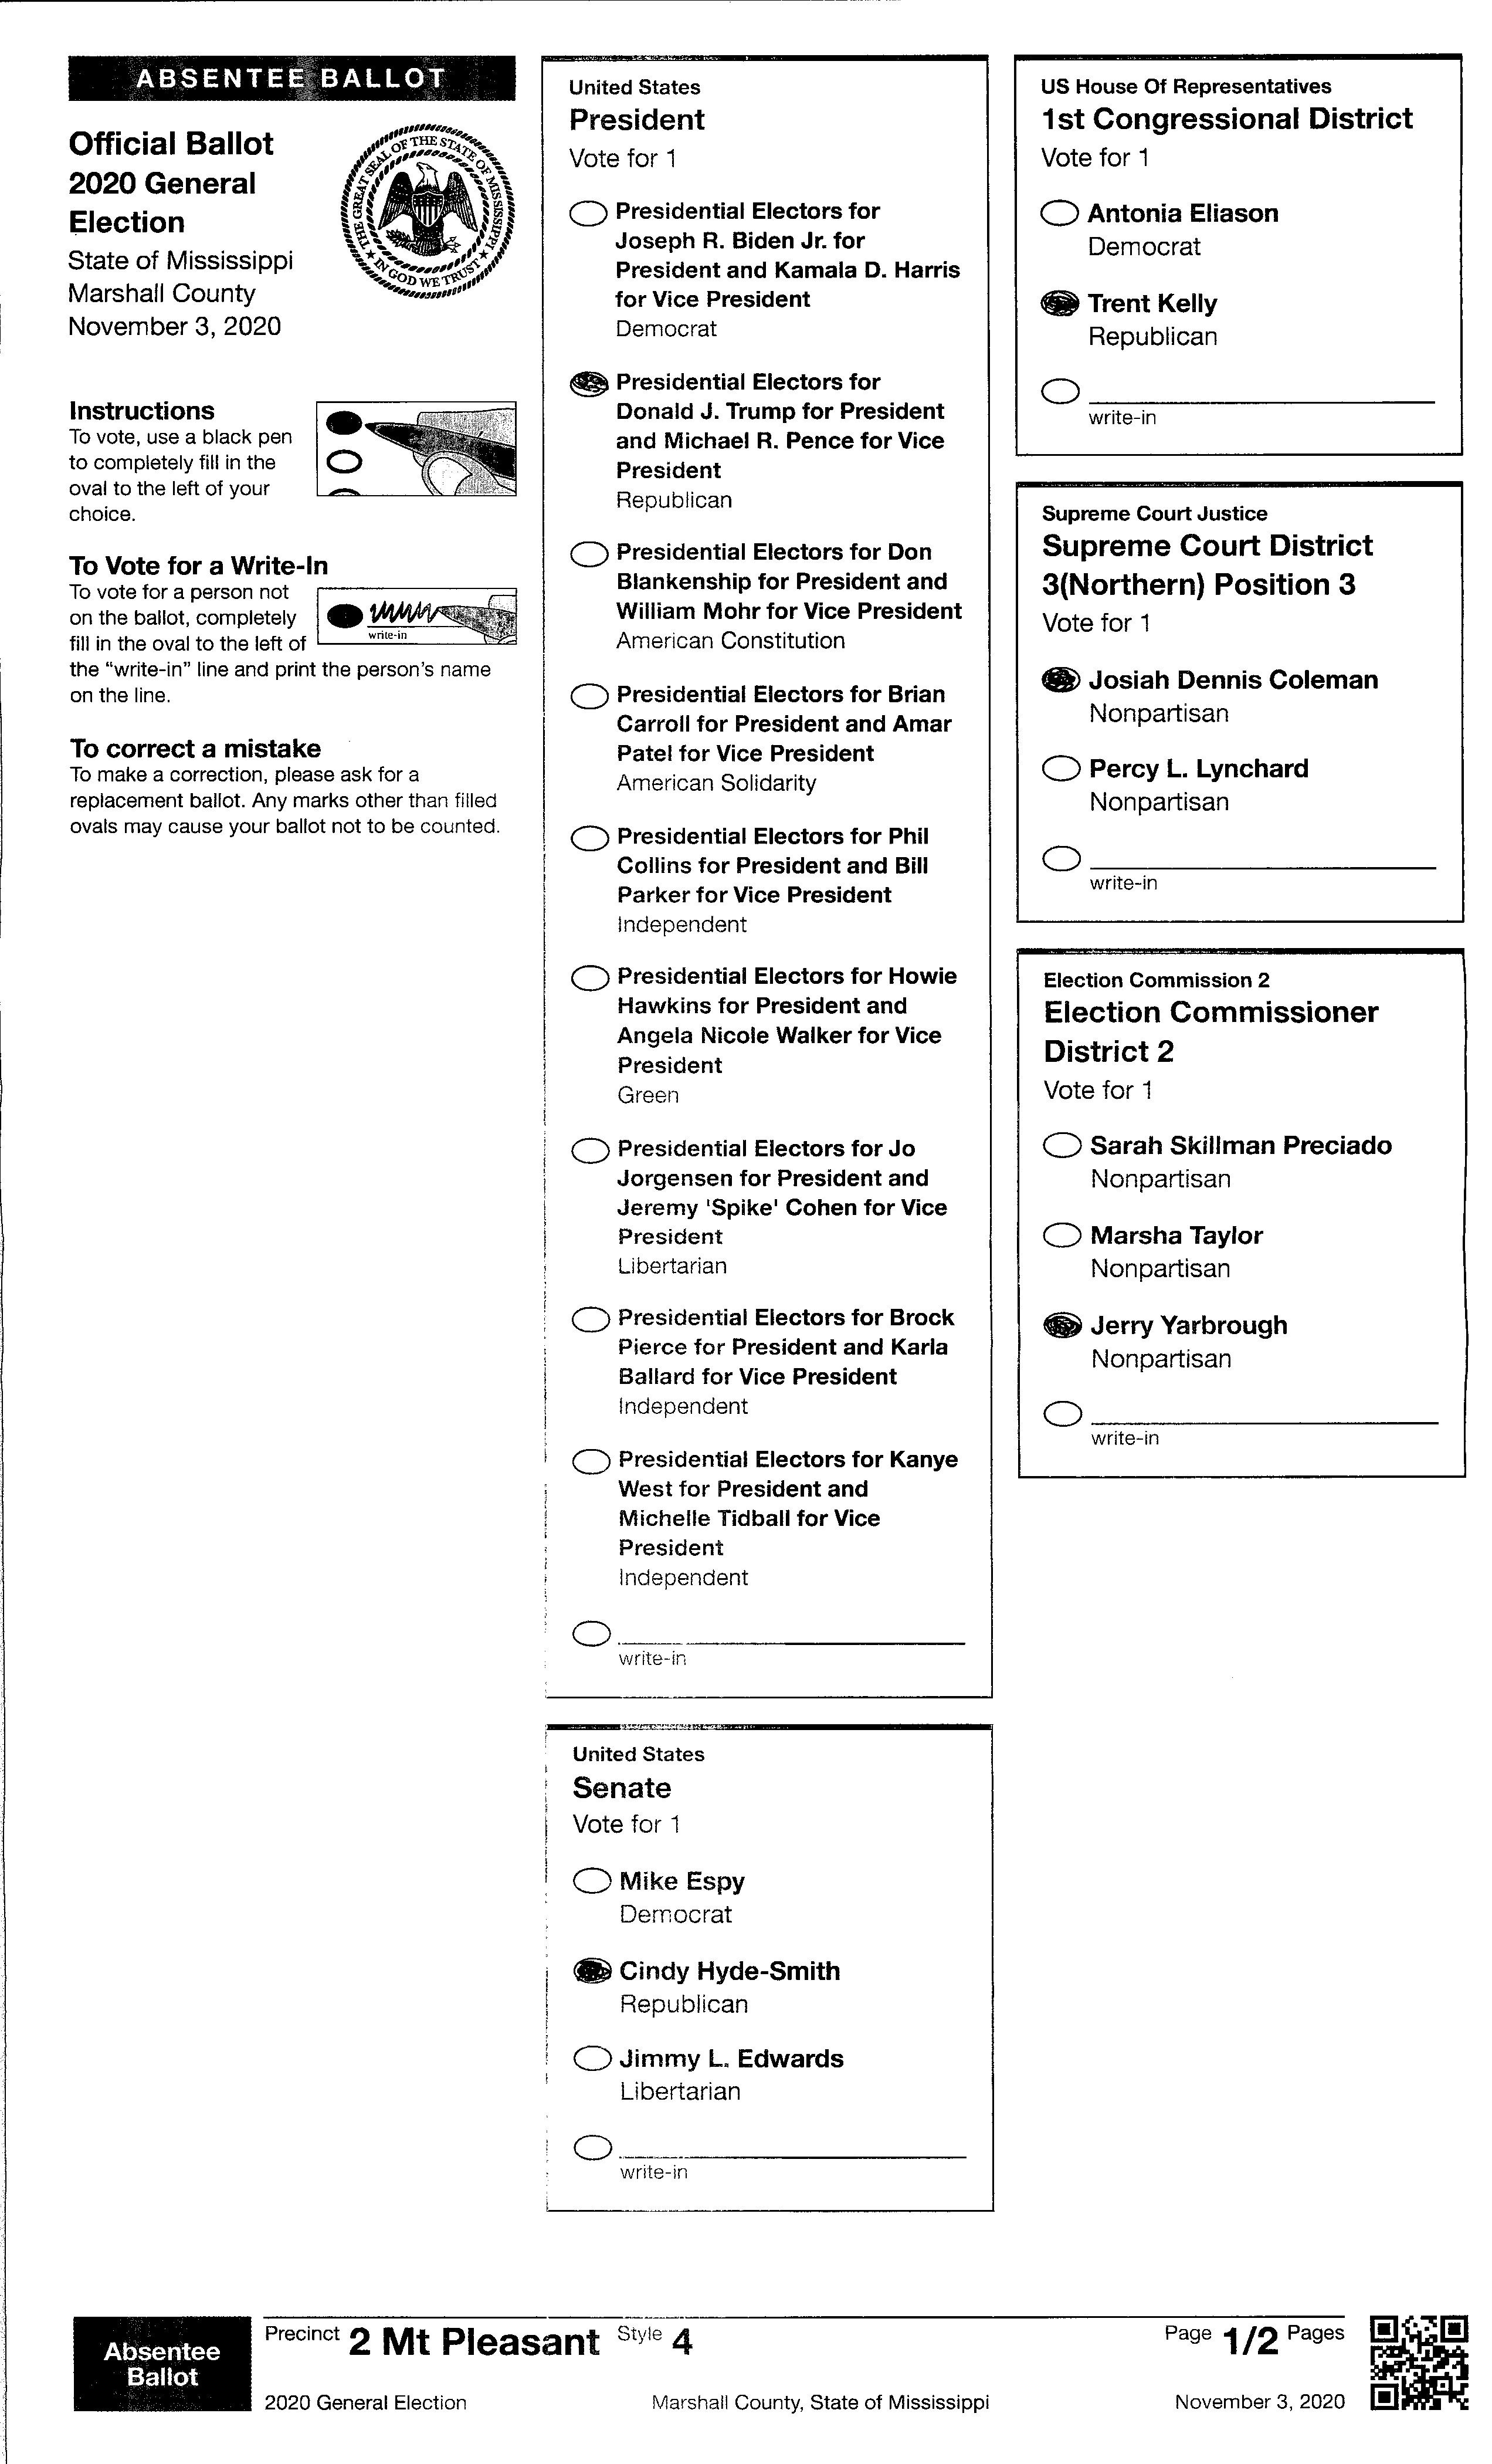 ABSENTEE BALLOT
Official Ballot
2020 General
Election
State of Mississippi
Marshall County
November 3, 2020
THE GREAT SEAL OF THE STATE OF MISSISSIPPI
★ IN GOD WE TRUST ★
Instructions
To vote, use a black pen
to completely fill in the
oval to the left of your
choice.
To Vote for a Write-In
To vote for a person not
on the ballot, completely
fill in the oval to the left of
the “write-in” line and print the person's name
on the line.
write-in
To correct a mistake
To make a correction, please ask for a
replacement ballot. Any marks other than filled
ovals may cause your ballot not to be counted.
United States
President
Vote for 1
Presidential Electors for
Joseph R. Biden Jr. for
President and Kamala D. Harris
for Vice President
Democrat
Presidential Electors for
Donald J. Trump for President
and Michael R. Pence for Vice
President
Republican
Presidential Electors for Don
Blankenship for President and
William Mohr for Vice President
American Constitution
Presidential Electors for Brian
Carroll for President and Amar
Patel for Vice President
American Solidarity
Presidential Electors for Phil
Collins for President and Bill
Parker for Vice President
Independent
Presidential Electors for Howie
Hawkins for President and
Angela Nicole Walker for Vice
President
Green
Presidential Electors for Jo
Jorgensen for President and
Jeremy 'Spike' Cohen for Vice
President
Libertarian
Presidential Electors for Brock
Pierce for President and Karla
Ballard for Vice President
Independent
Presidential Electors for Kanye
West for President and
Michelle Tidball for Vice
President
Independent
write-in
United States
Senate
Vote for 1
Mike Espy
Democrat
Cindy Hyde-Smith
Republican
Jimmy L. Edwards
Libertarian
write-in
US House Of Representatives
1st Congressional District
Vote for 1
Antonia Eliason
Democrat
Trent Kelly
Republican
write-in
Supreme Court Justice
Supreme Court District
3(Northern) Position 3
Vote for 1
Josiah Dennis Coleman
Nonpartisan
Percy L. Lynchard
Nonpartisan
write-in
Election Commission 2
Election Commissioner
District 2
Vote for 1
Sarah Skillman Preciado
Nonpartisan
Marsha Taylor
Nonpartisan
Jerry Yarbrough
Nonpartisan
write-in
Absentee
Ballot
Precinct 2 Mt Pleasant Style 4 Page 1/2 Pages
2020 General Election Marshall County, State of Mississippi November 3, 2020